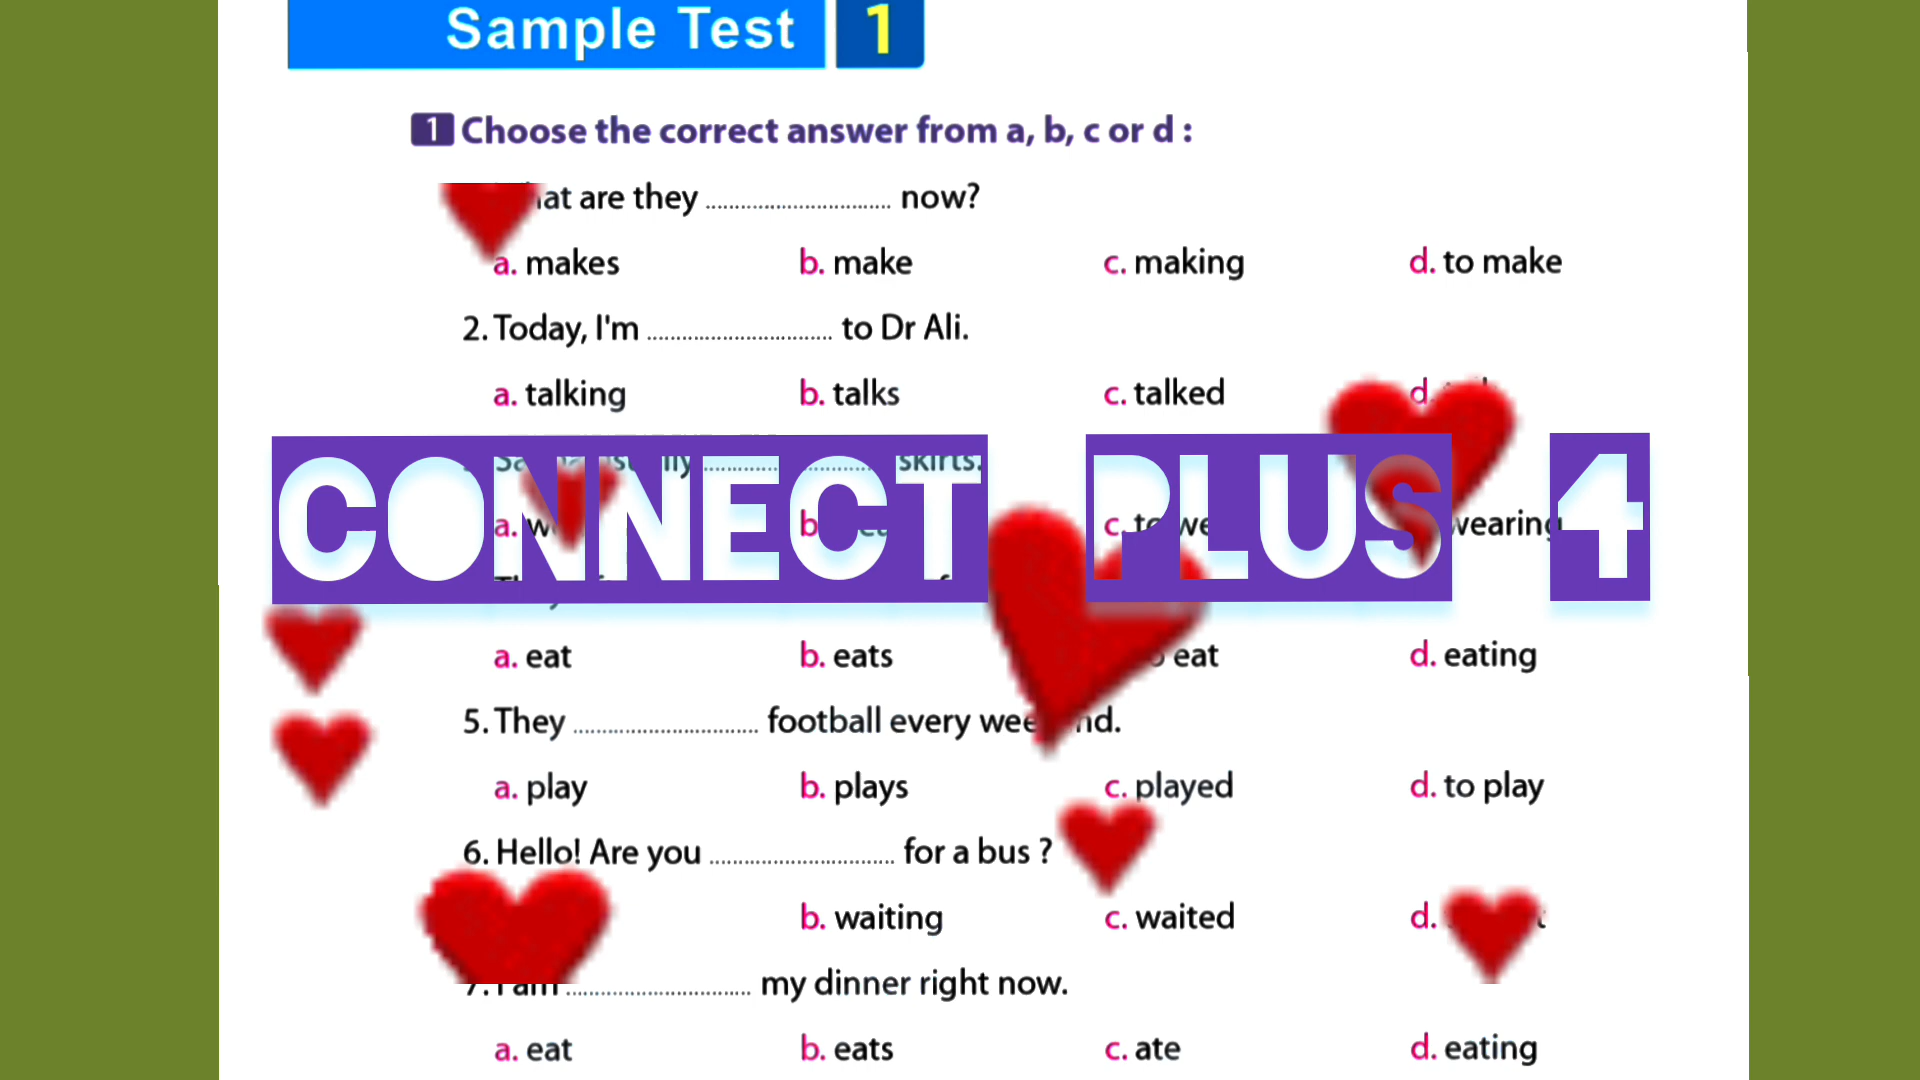 Sample Test 1
1 Choose the correct answer from a, b, c or d :
are they ............................ now?
a. makes b. make c. making d. to make
2. Today, I'm ............................ to Dr Ali.
a. talking b. talks c. talked d.
............................ skirts.
CONNECT PLUS 4
a. b. c. wearing
a. eat b. eats eat d. eating
5. They ............................ football every
a. play b. plays c. played d. to play
6. Hello! Are you ............................ for a bus ?
b. waiting c. waited d.
7. I am ............................ my dinner right now.
a. eat b. eats c. ate d. eating